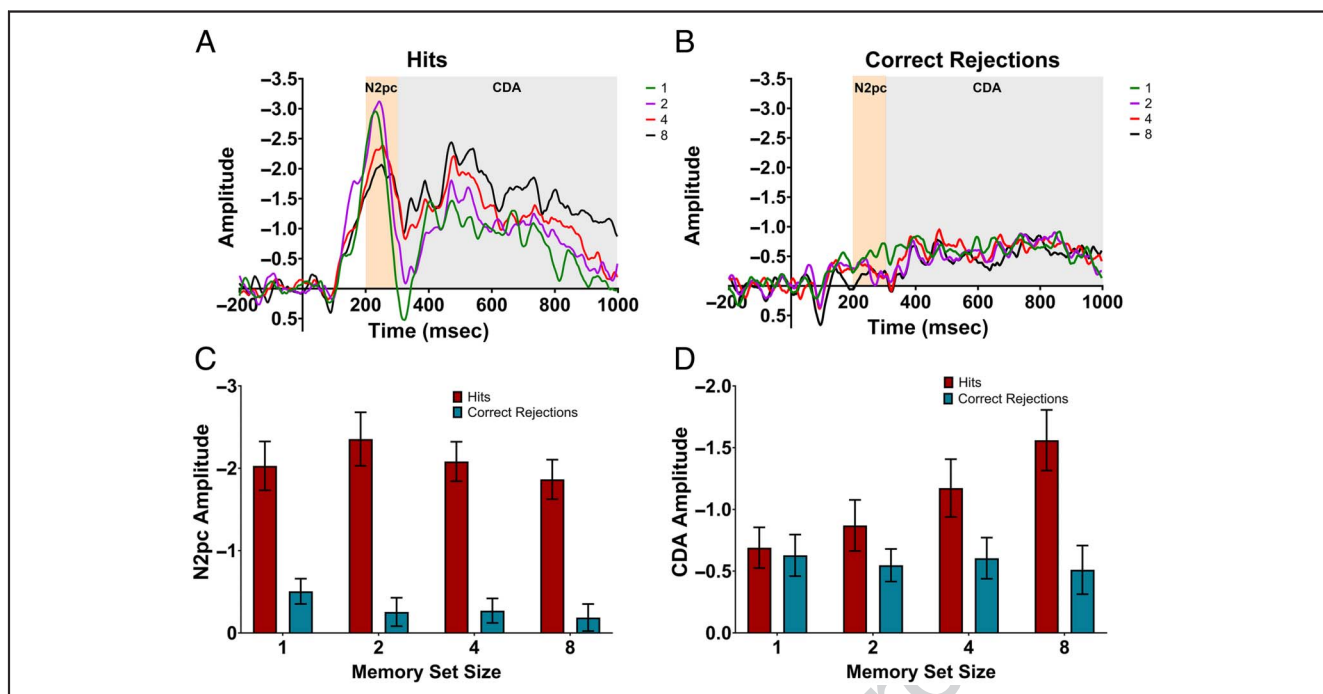 A
Hits
N2pc
CDA
–3.5
–3.0
–2.5
–2.0
–1.5
–1.0
–0.5
0.5
Amplitude
–200
200
400
600
800
1000
Time (msec)
1
2
4
8
B
Correct Rejections
N2pc
CDA
–3.5
–3.0
–2.5
–2.0
–1.5
–1.0
–0.5
0.5
Amplitude
200
400
600
800
1000
Time (msec)
1
2
4
8
C
–3
–2
–1
0
N2pc Amplitude
Hits
Correct Rejections
1
2
4
8
Memory Set Size
D
–2.0
–1.5
–1.0
–0.5
0.0
CDA Amplitude
Hits
Correct Rejections
1
2
4
8
Memory Set Size